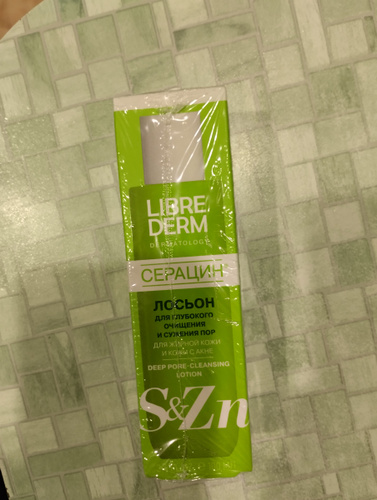 LIBRE
DERM
DERMATOLOGY
СЕРАЦИН
ЛОСЬОН
ДЛЯ ГЛУБОКОГО
ОЧИЩЕНИЯ
И СУЖЕНИЯ ПОР
ДЛЯ ЖИРНОЙ КОЖИ
И КОЖИ С АКНЕ
DEEP PORE-CLEANSING
LOTION
S&Zn